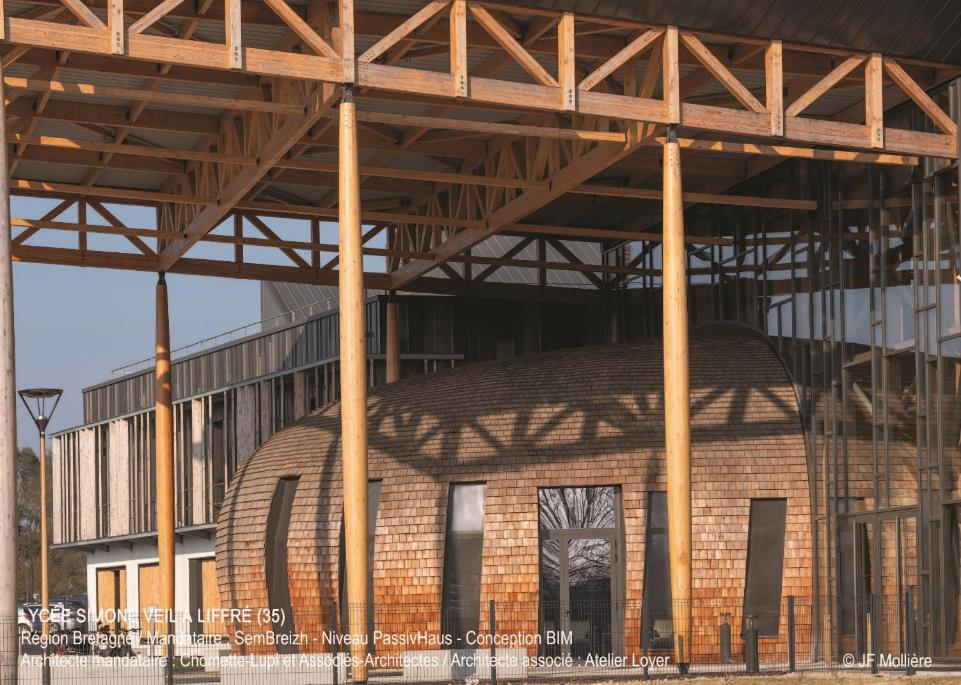 LYCÉE SIMONE VEIL À LIFFRÉ (35)
Région Bretagne / Mandataire : SemBreizh - Niveau PassivHaus - Conception BIM
Architecte mandataire : Chomette-Lupi et Associés-Architectes / Architecte associé : Atelier Loyer
© JF Mollière